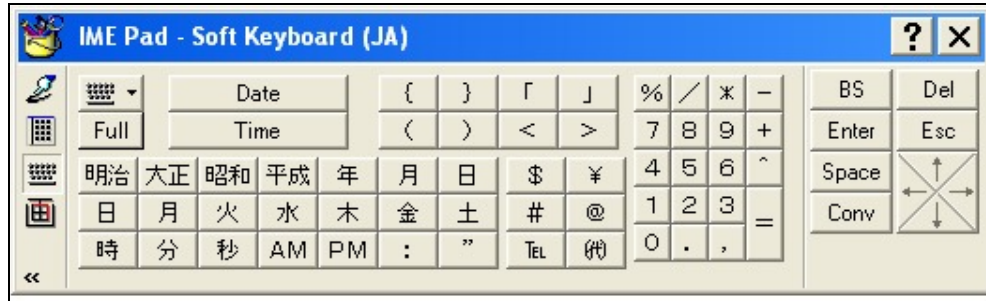 IME Pad - Soft Keyboard (JA) ? ×
Date { } 「 」 % / * - BS Del
Full Time ( ) < > 7 8 9 + Enter Esc
明治 大正 昭和 平成 年 月 日 $ ¥ 4 5 6 ^ Space
日 月 火 水 木 金 土 # @ 1 2 3 = Conv
時 分 秒 AM PM : ” ℡ ㈹ 0 . ,
«